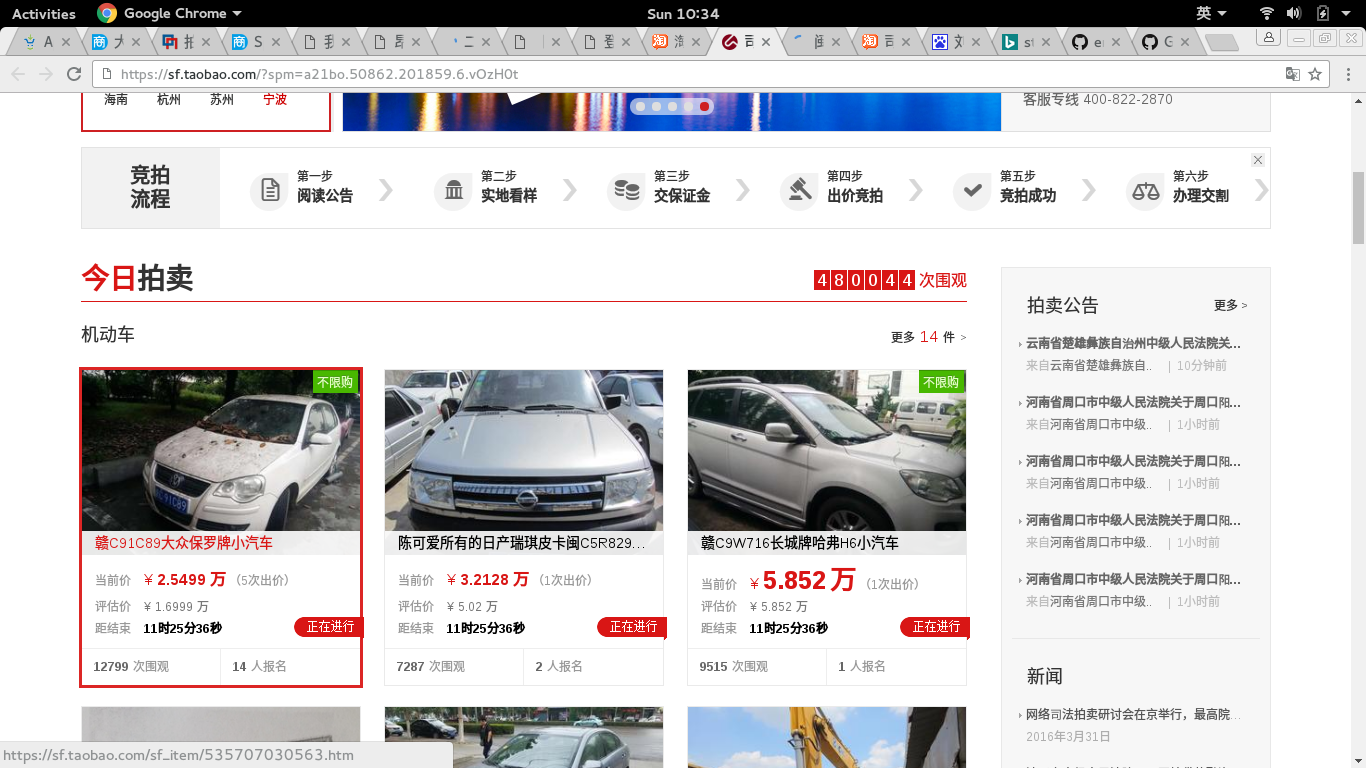 Activities
Google Chrome
Sun 10:34
英
https://sf.taobao.com/?spm=a21bo.50862.201859.6.vOzH0t
海南 杭州 苏州 宁波
客服专线 400-822-2870
竞拍
流程
第一步
阅读公告
第二步
实地看样
第三步
交保证金
第四步
出价竞拍
第五步
竞拍成功
第六步
办理交割
今日拍卖
480044 次围观
机动车
更多 14 件 >
不限购
赣C91C89大众保罗牌小汽车
当前价 ¥ 2.5499 万 (5次出价)
评估价 ¥ 1.6999 万
距结束 11时25分36秒
正在进行
12799 次围观
14 人报名
陈可爱所有的日产瑞琪皮卡闽C5R829...
当前价 ¥ 3.2128 万 (1次出价)
评估价 ¥ 5.02 万
距结束 11时25分36秒
正在进行
7287 次围观
2 人报名
不限购
赣C9W716长城牌哈弗H6小汽车
当前价 ¥ 5.852 万 (1次出价)
评估价 ¥ 5.852 万
距结束 11时25分36秒
正在进行
9515 次围观
1 人报名
拍卖公告
更多 >
云南省楚雄彝族自治州中级人民法院关...
来自云南省楚雄彝族自.. | 10分钟前
河南省周口市中级人民法院关于周口阳...
来自河南省周口市中级.. | 1小时前
河南省周口市中级人民法院关于周口阳...
来自河南省周口市中级.. | 1小时前
河南省周口市中级人民法院关于周口阳...
来自河南省周口市中级.. | 1小时前
河南省周口市中级人民法院关于周口阳...
来自河南省周口市中级.. | 1小时前
新闻
网络司法拍卖研讨会在京举行，最高院...
2016年3月31日
https://sf.taobao.com/sf_item/535707030563.htm